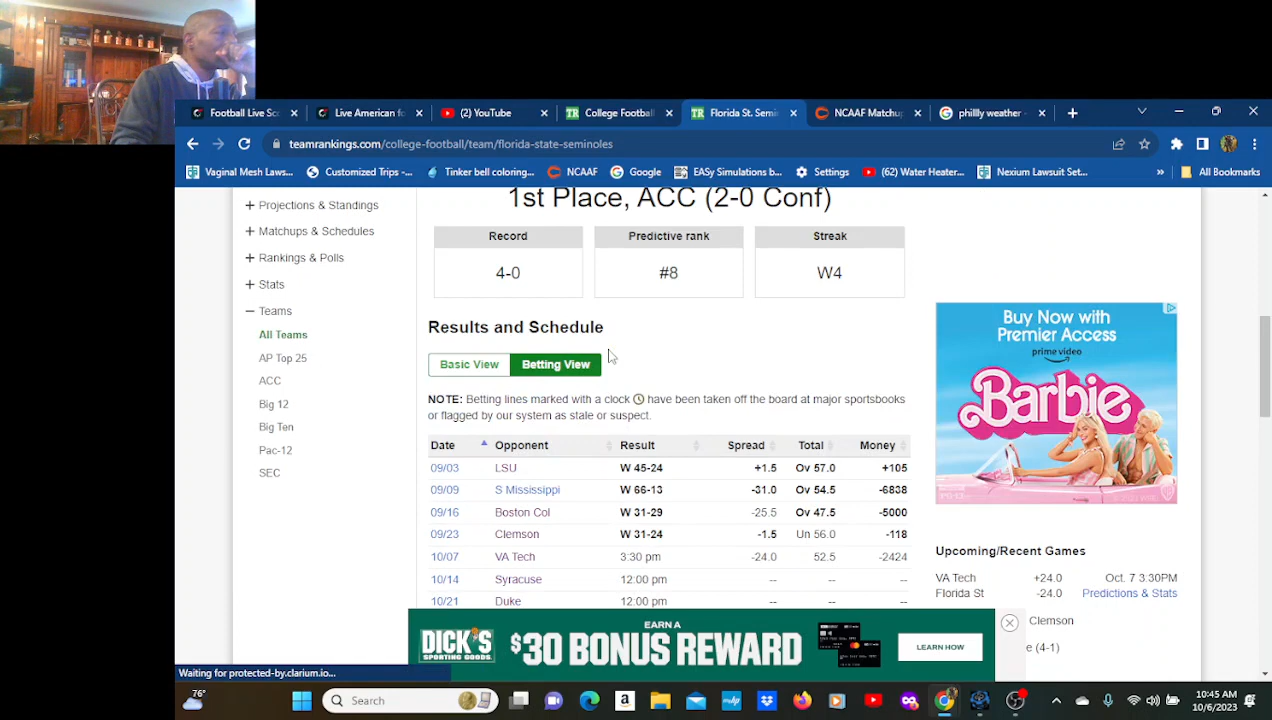 Football Live Sc
Live American fo
(2) YouTube
TR College Football
TR Florida St. Semin
NCAAF Matchup
phillly weather -
teamrankings.com/college-football/team/florida-state-seminoles
Vaginal Mesh Law...
Customized Trips -...
Tinker bell coloring...
NCAAF
Google
EASy Simulations b...
Settings
(62) Water Heater...
Nexium Lawsuit Set...
»
All Bookmarks
+ Projections & Standings
+ Matchups & Schedules
+ Rankings & Polls
+ Stats
− Teams
All Teams
AP Top 25
ACC
Big 12
Big Ten
Pac-12
SEC
1st Place, ACC (2-0 Conf)
Record Predictive rank Streak
4-0 #8 W4
Results and Schedule
Basic View Betting View
NOTE: Betting lines marked with a clock have been taken off the board at major sportsbooks
or flagged by our system as stale or suspect.
Date Opponent Result Spread Total Money
09/03 LSU W 45-24 +1.5 Ov 57.0 +105
09/09 S Mississippi W 66-13 -31.0 Ov 54.5 -6838
09/16 Boston Col W 31-29 -25.5 Ov 47.5 -5000
09/23 Clemson W 31-24 -1.5 Un 56.0 -118
10/07 VA Tech 3:30 pm -24.0 52.5 -2424
10/14 Syracuse 12:00 pm -- -- --
10/21 Duke 12:00 pm -- -- --
Buy Now with
Premier Access
prime video
Barbie
Upcoming/Recent Games
VA Tech +24.0 Oct. 7 3:30PM
Florida St -24.0 Predictions & Stats
Clemson
e (4-1)
DICK'S
SPORTING GOODS
EARN A
$30 BONUS REWARD
LEARN HOW
Waiting for protected-by.clarium.io...
76°
Search
10:45 AM
10/6/2023